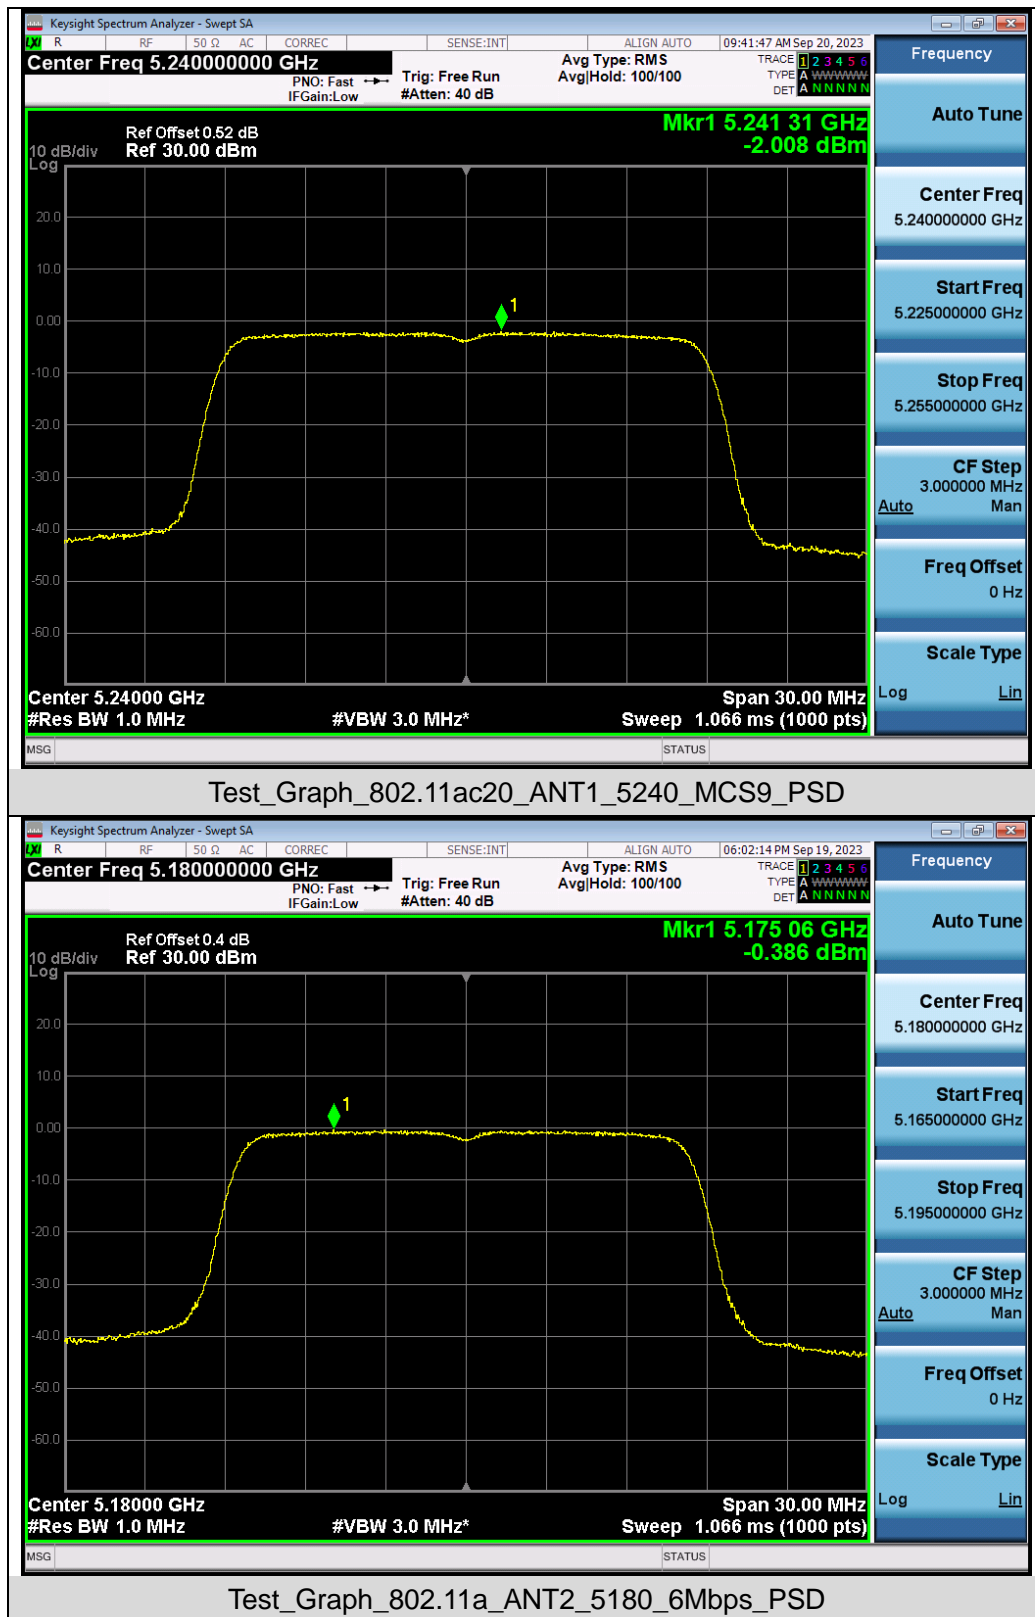 Keysight Spectrum Analyzer - Swept SA
LXI R RF 50 Ω AC CORREC SENSE:INT ALIGN AUTO 09:41:47 AM Sep 20, 2023
Center Freq 5.240000000 GHz
PNO: Fast
IFGain:Low
Trig: Free Run
#Atten: 40 dB
Avg Type: RMS
Avg|Hold: 100/100
TRACE 1 2 3 4 5 6
TYPE A WWWWW
DET A N N N N N
Frequency
Auto Tune
Center Freq
5.240000000 GHz
Start Freq
5.225000000 GHz
Stop Freq
5.255000000 GHz
CF Step
3.000000 MHz
Auto Man
Freq Offset
0 Hz
Scale Type
Log Lin
Mkr1 5.241 31 GHz
-2.008 dBm
Ref Offset 0.52 dB
10 dB/div Ref 30.00 dBm
Log
20.0
10.0
0.00
-10.0
-20.0
-30.0
-40.0
-50.0
-60.0
1
Center 5.24000 GHz Span 30.00 MHz
#Res BW 1.0 MHz #VBW 3.0 MHz* Sweep 1.066 ms (1000 pts)
MSG STATUS
Test_Graph_802.11ac20_ANT1_5240_MCS9_PSD
Keysight Spectrum Analyzer - Swept SA
LXI R RF 50 Ω AC CORREC SENSE:INT ALIGN AUTO 06:02:14 PM Sep 19, 2023
Center Freq 5.180000000 GHz
PNO: Fast
IFGain:Low
Trig: Free Run
#Atten: 40 dB
Avg Type: RMS
Avg|Hold: 100/100
TRACE 1 2 3 4 5 6
TYPE A WWWWW
DET A N N N N N
Frequency
Auto Tune
Center Freq
5.180000000 GHz
Start Freq
5.165000000 GHz
Stop Freq
5.195000000 GHz
CF Step
3.000000 MHz
Auto Man
Freq Offset
0 Hz
Scale Type
Log Lin
Mkr1 5.175 06 GHz
-0.386 dBm
Ref Offset 0.4 dB
10 dB/div Ref 30.00 dBm
Log
20.0
10.0
0.00
-10.0
-20.0
-30.0
-40.0
-50.0
-60.0
1
Center 5.18000 GHz Span 30.00 MHz
#Res BW 1.0 MHz #VBW 3.0 MHz* Sweep 1.066 ms (1000 pts)
MSG STATUS
Test_Graph_802.11a_ANT2_5180_6Mbps_PSD